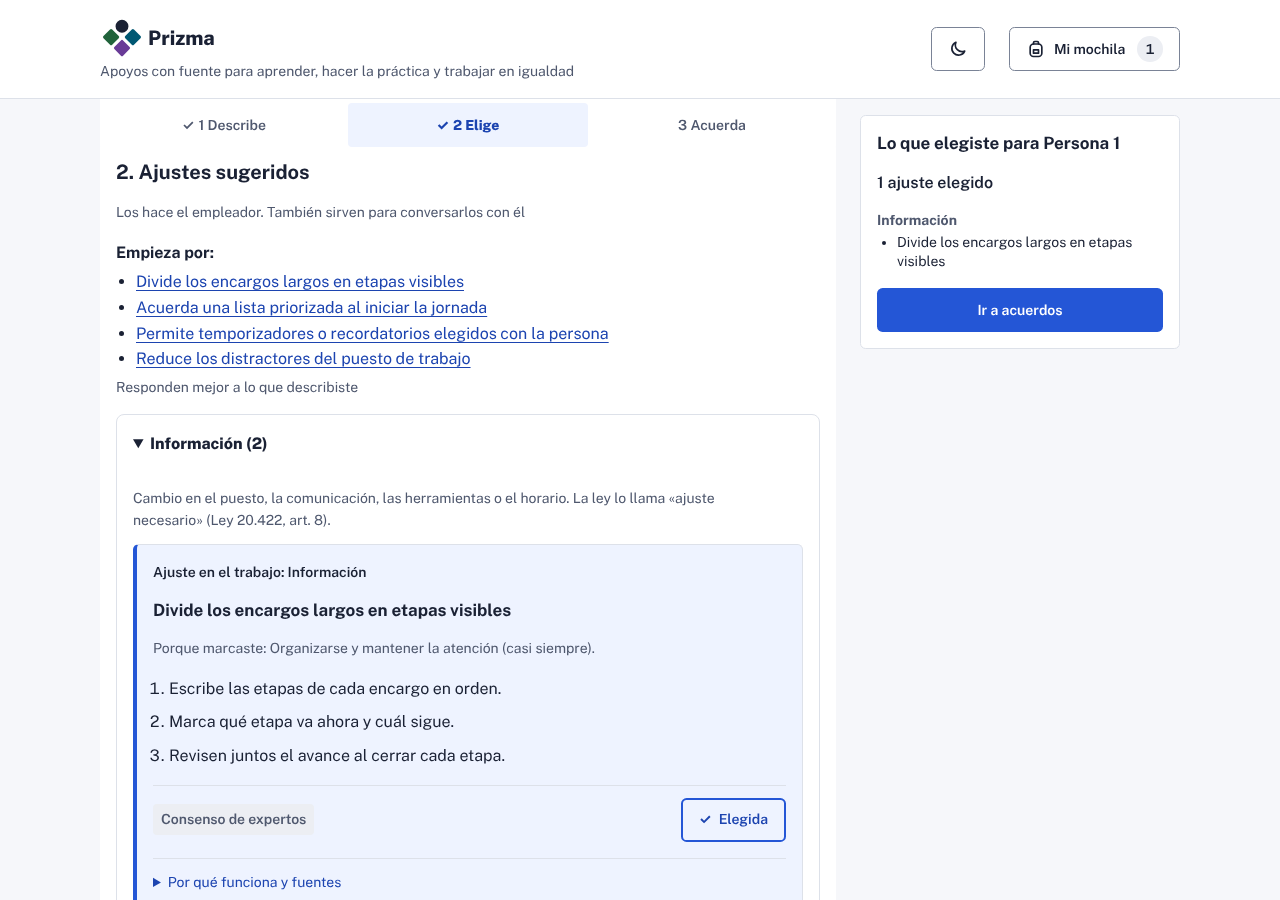 Prizma
Apoyos con fuente para aprender, hacer la práctica y trabajar en igualdad
Mi mochila 1
✓ 1 Describe
✓ 2 Elige
3 Acuerda
2. Ajustes sugeridos
Los hace el empleador. También sirven para conversarlos con él
Empieza por:
• Divide los encargos largos en etapas visibles
• Acuerda una lista priorizada al iniciar la jornada
• Permite temporizadores o recordatorios elegidos con la persona
• Reduce los distractores del puesto de trabajo
Responden mejor a lo que describiste
▼ Información (2)
Cambio en el puesto, la comunicación, las herramientas o el horario. La ley lo llama «ajuste
necesario» (Ley 20.422, art. 8).
Ajuste en el trabajo: Información
Divide los encargos largos en etapas visibles
Porque marcaste: Organizarse y mantener la atención (casi siempre).
1. Escribe las etapas de cada encargo en orden.
2. Marca qué etapa va ahora y cuál sigue.
3. Revisen juntos el avance al cerrar cada etapa.
Consenso de expertos
✓ Elegida
▶ Por qué funciona y fuentes
Lo que elegiste para Persona 1
1 ajuste elegido
Información
• Divide los encargos largos en etapas
visibles
Ir a acuerdos